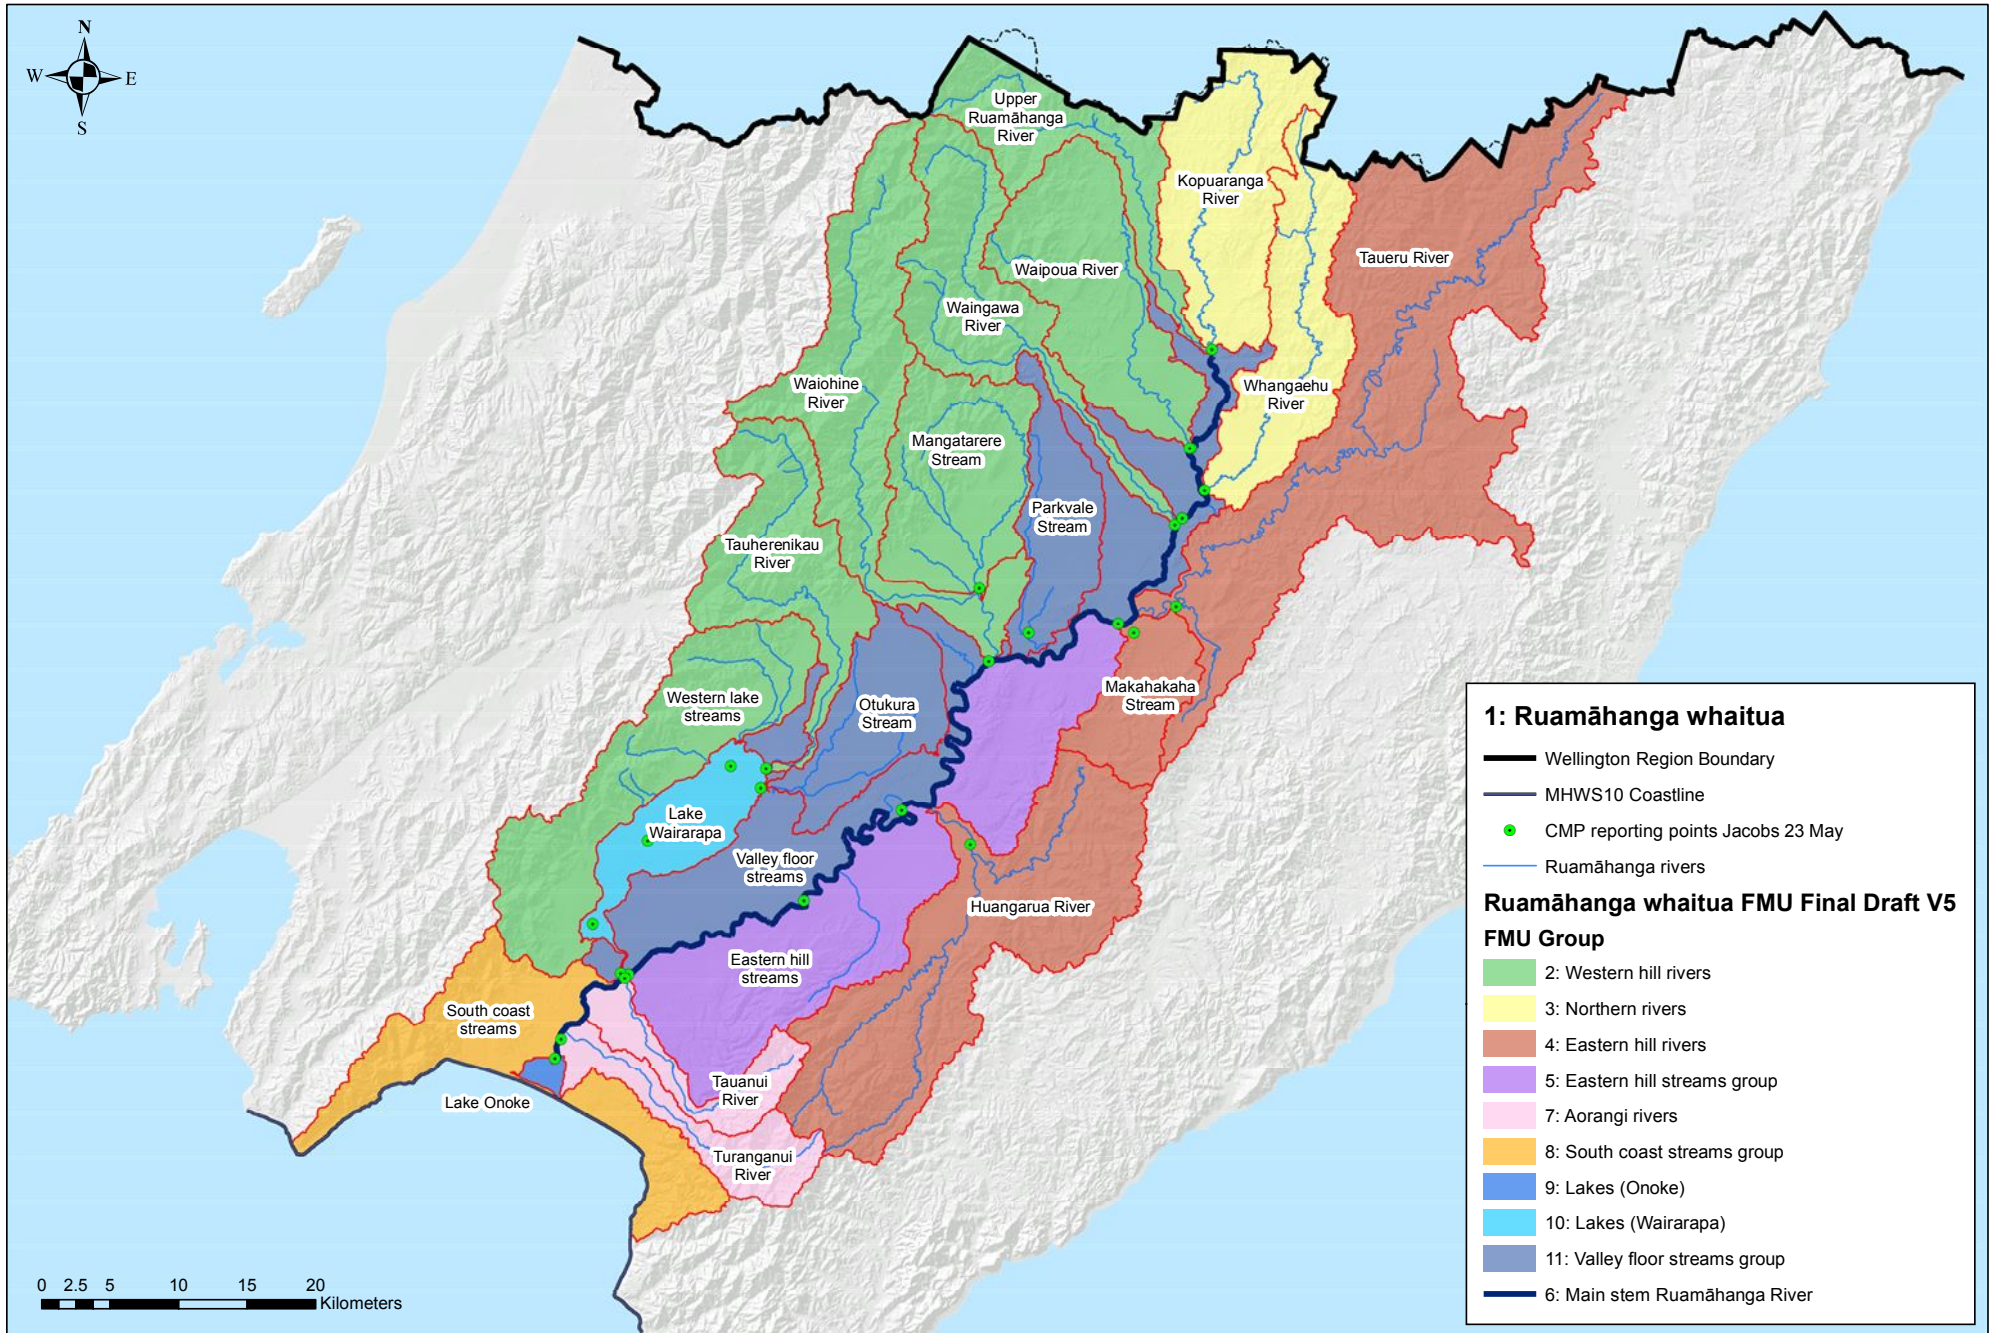 N
W
E
S
Upper
Ruamāhanga
River
Kopuaranga
River
Taueru River
Waipoua River
Waingawa
River
Waiohine
River
Whangaehu
River
Mangatarere
Stream
Parkvale
Stream
Tauherenikau
River
Western lake
streams
Otukura
Stream
Makahakaha
Stream
Lake
Wairarapa
Valley floor
streams
Huangarua River
Eastern hill
streams
South coast
streams
Tauanui
River
Lake Onoke
Turanganui
River
1: Ruamāhanga whaitua
Wellington Region Boundary
MHWS10 Coastline
CMP reporting points Jacobs 23 May
Ruamāhanga rivers
Ruamāhanga whaitua FMU Final Draft V5
FMU Group
2: Western hill rivers
3: Northern rivers
4: Eastern hill rivers
5: Eastern hill streams group
7: Aorangi rivers
8: South coast streams group
9: Lakes (Onoke)
10: Lakes (Wairarapa)
11: Valley floor streams group
6: Main stem Ruamāhanga River
0 2.5 5 10 15 20
Kilometers